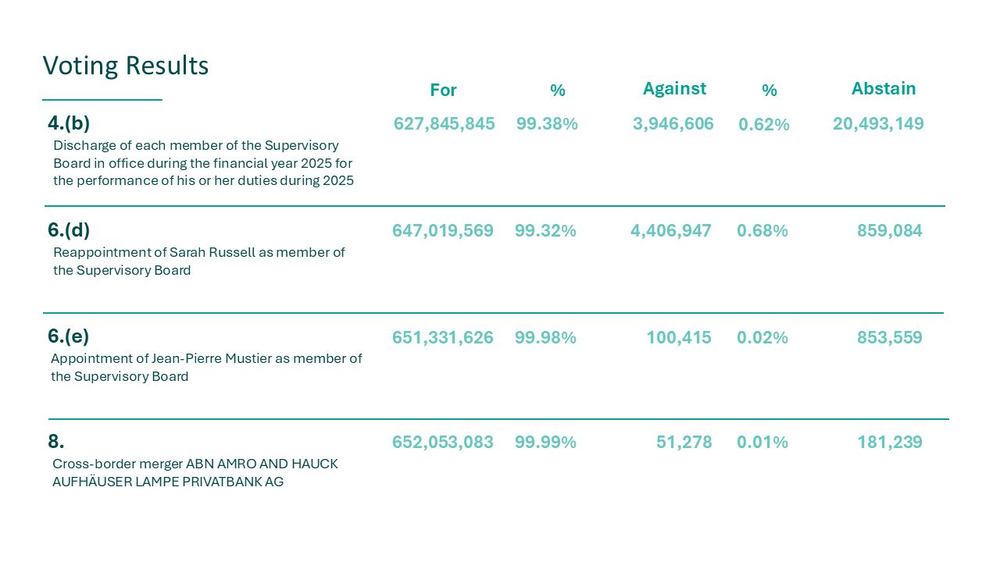 Voting Results
For % Against % Abstain
4.(b) 627,845,845 99.38% 3,946,606 0.62% 20,493,149
Discharge of each member of the Supervisory
Board in office during the financial year 2025 for
the performance of his or her duties during 2025
6.(d) 647,019,569 99.32% 4,406,947 0.68% 859,084
Reappointment of Sarah Russell as member of
the Supervisory Board
6.(e) 651,331,626 99.98% 100,415 0.02% 853,559
Appointment of Jean-Pierre Mustier as member of
the Supervisory Board
8. 652,053,083 99.99% 51,278 0.01% 181,239
Cross-border merger ABN AMRO AND HAUCK
AUFHÄUSER LAMPE PRIVATBANK AG